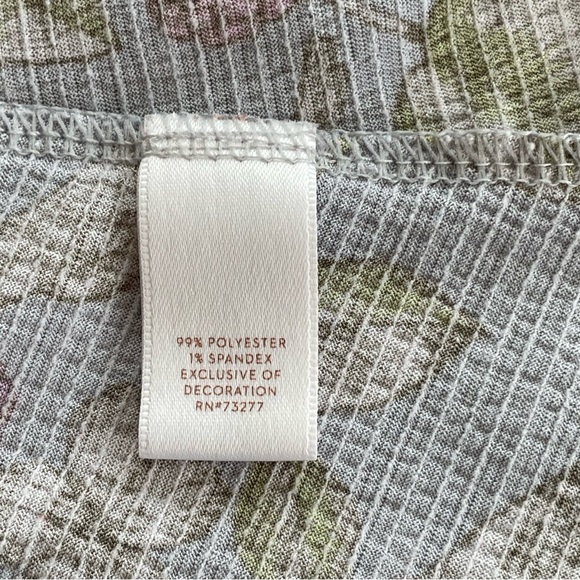 99% POLYESTER
1% SPANDEX
EXCLUSIVE OF
DECORATION
RN#73277